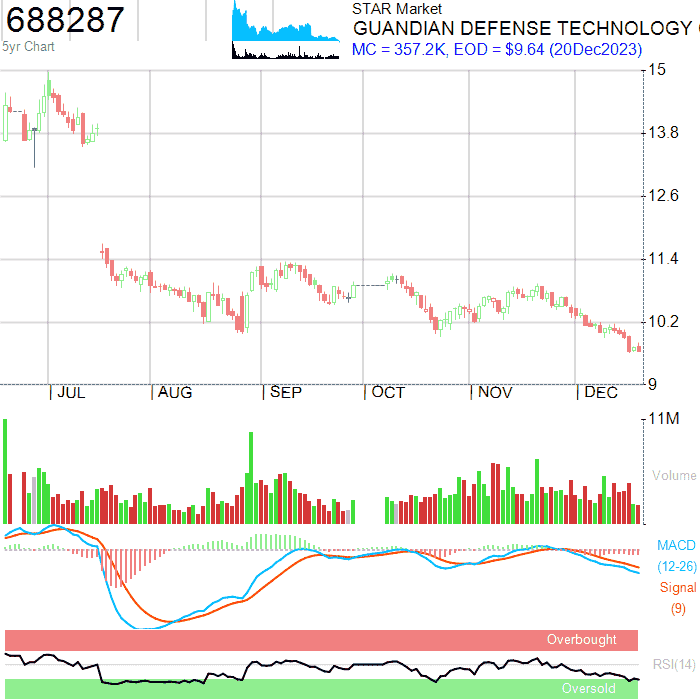 688287
STAR Market
GUANDIAN DEFENSE TECHNOLOGY
5yr Chart
MC = 357.2K, EOD = $9.64 (20Dec2023)
15
13.8
12.6
11.4
10.2
9
JUL AUG SEP OCT NOV DEC
11M
Volume
MACD
(12-26)
Signal
(9)
Overbought
RSI(14)
Oversold